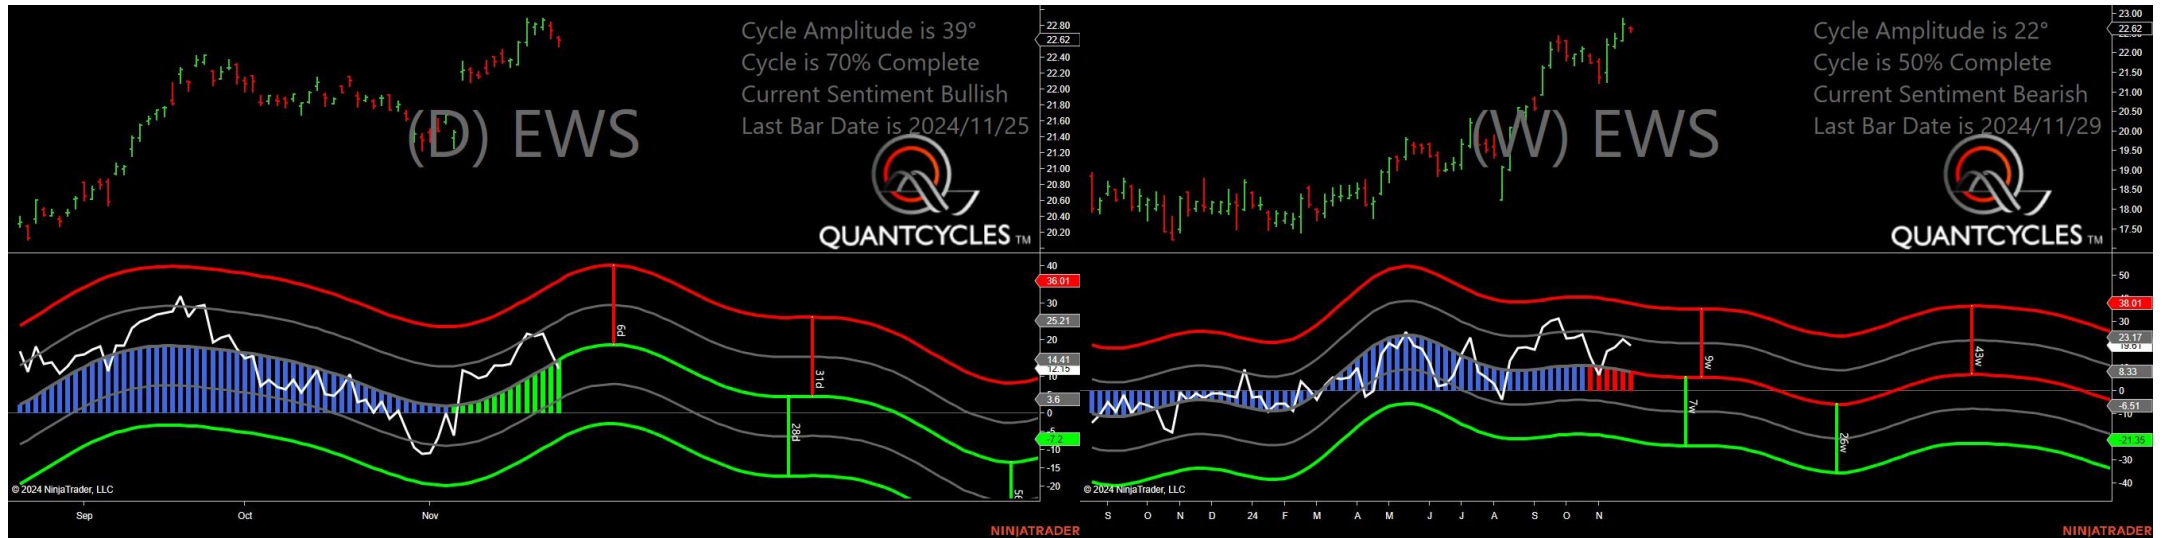 Cycle Amplitude is 39°
Cycle is 70% Complete
Current Sentiment Bullish
Last Bar Date is 2024/11/25
(D) EWS
QUANTCYCLES TM
22.80
22.62
22.40
22.20
22.00
21.80
21.60
21.40
21.20
21.00
20.80
20.60
20.40
20.20
40
36.01
30
25.21
20
14.41
12.15
10
3.6
0
-5
-7.2
-10
-15
-20
6d
31d
28d
© 2024 NinjaTrader, LLC
Sep Oct Nov
NINJATRADER
Cycle Amplitude is 22°
Cycle is 50% Complete
Current Sentiment Bearish
Last Bar Date is 2024/11/29
(W) EWS
QUANTCYCLES TM
23.00
22.62
22.00
21.50
21.00
20.50
20.00
19.50
19.00
18.50
18.00
17.50
50
38.01
30
23.17
19.61
8.33
0
-6.51
-21.35
-30
-40
9w
43w
7w
26w
© 2024 NinjaTrader, LLC
S O N D 24 F M A M J J A S O N
NINJATRADER